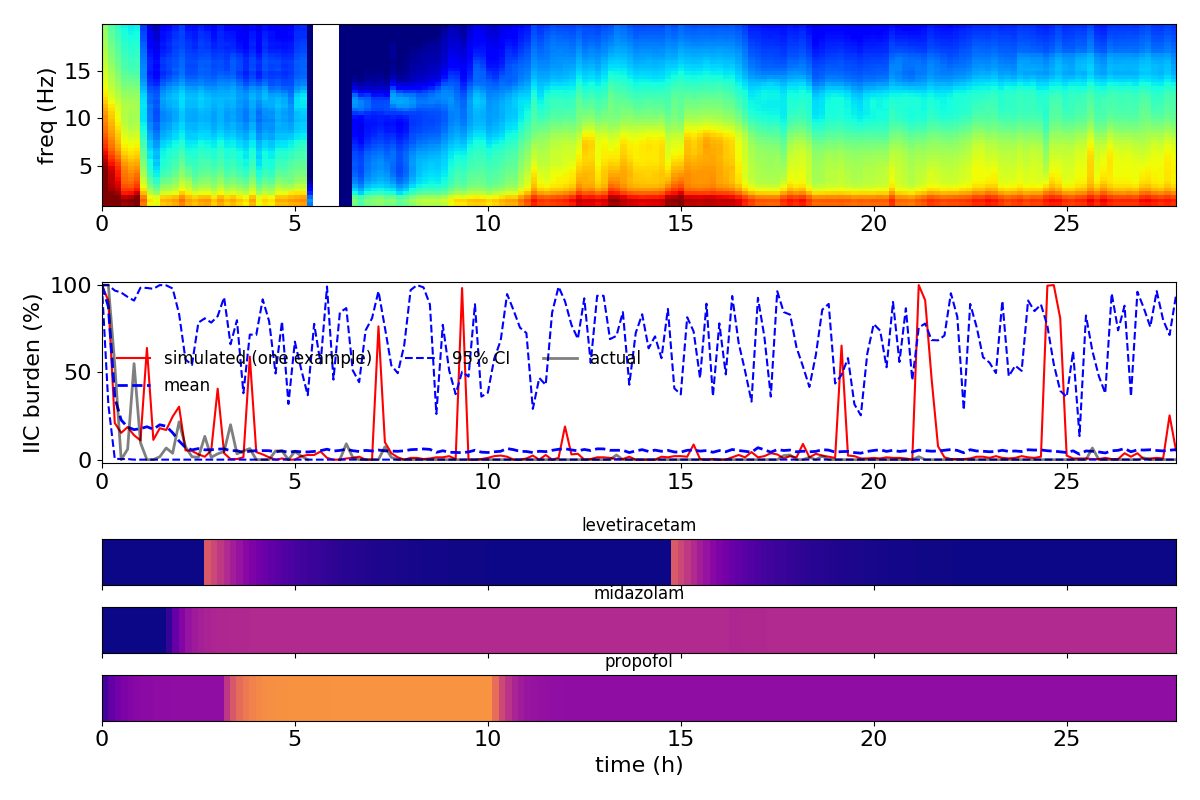 freq (Hz)
15
10
5
0 5 10 15 20 25
IIC burden (%)
100
50
0
simulated (one example) 95% CI actual
mean
0 5 10 15 20 25
levetiracetam
midazolam
propofol
0 5 10 15 20 25
time (h)